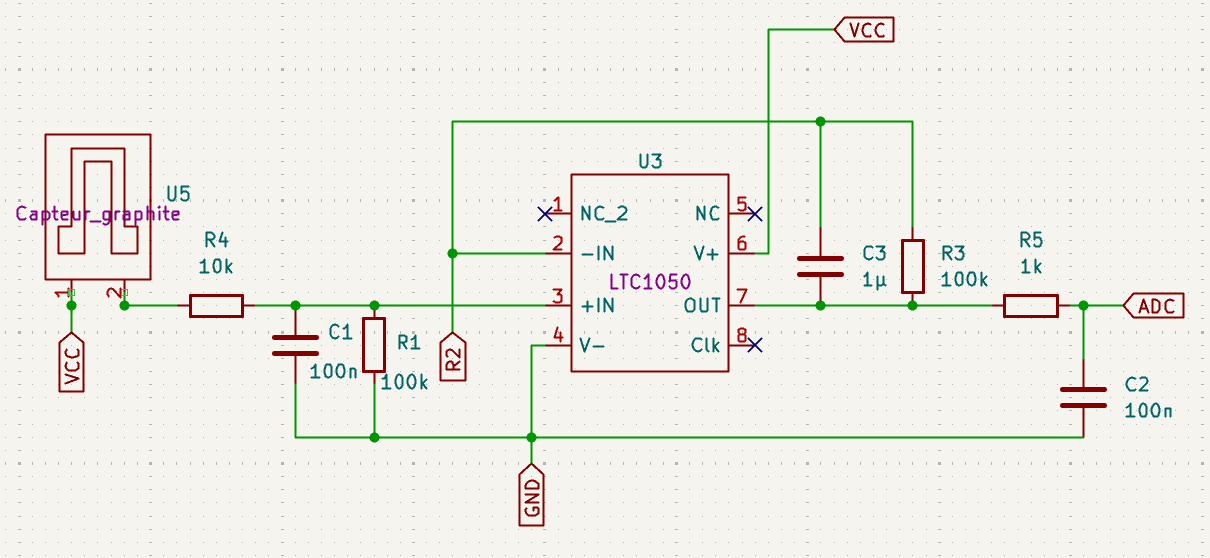 VCC
U3
U5
Capteur_graphite
1
2
VCC
R4
10k
C1
100n
R1
100k
R2
1
NC_2
2
-IN
3
+IN
4
V-
LTC1050
NC
5
V+
6
OUT
7
Clk
8
C3
1µ
R3
100k
R5
1k
ADC
C2
100n
GND